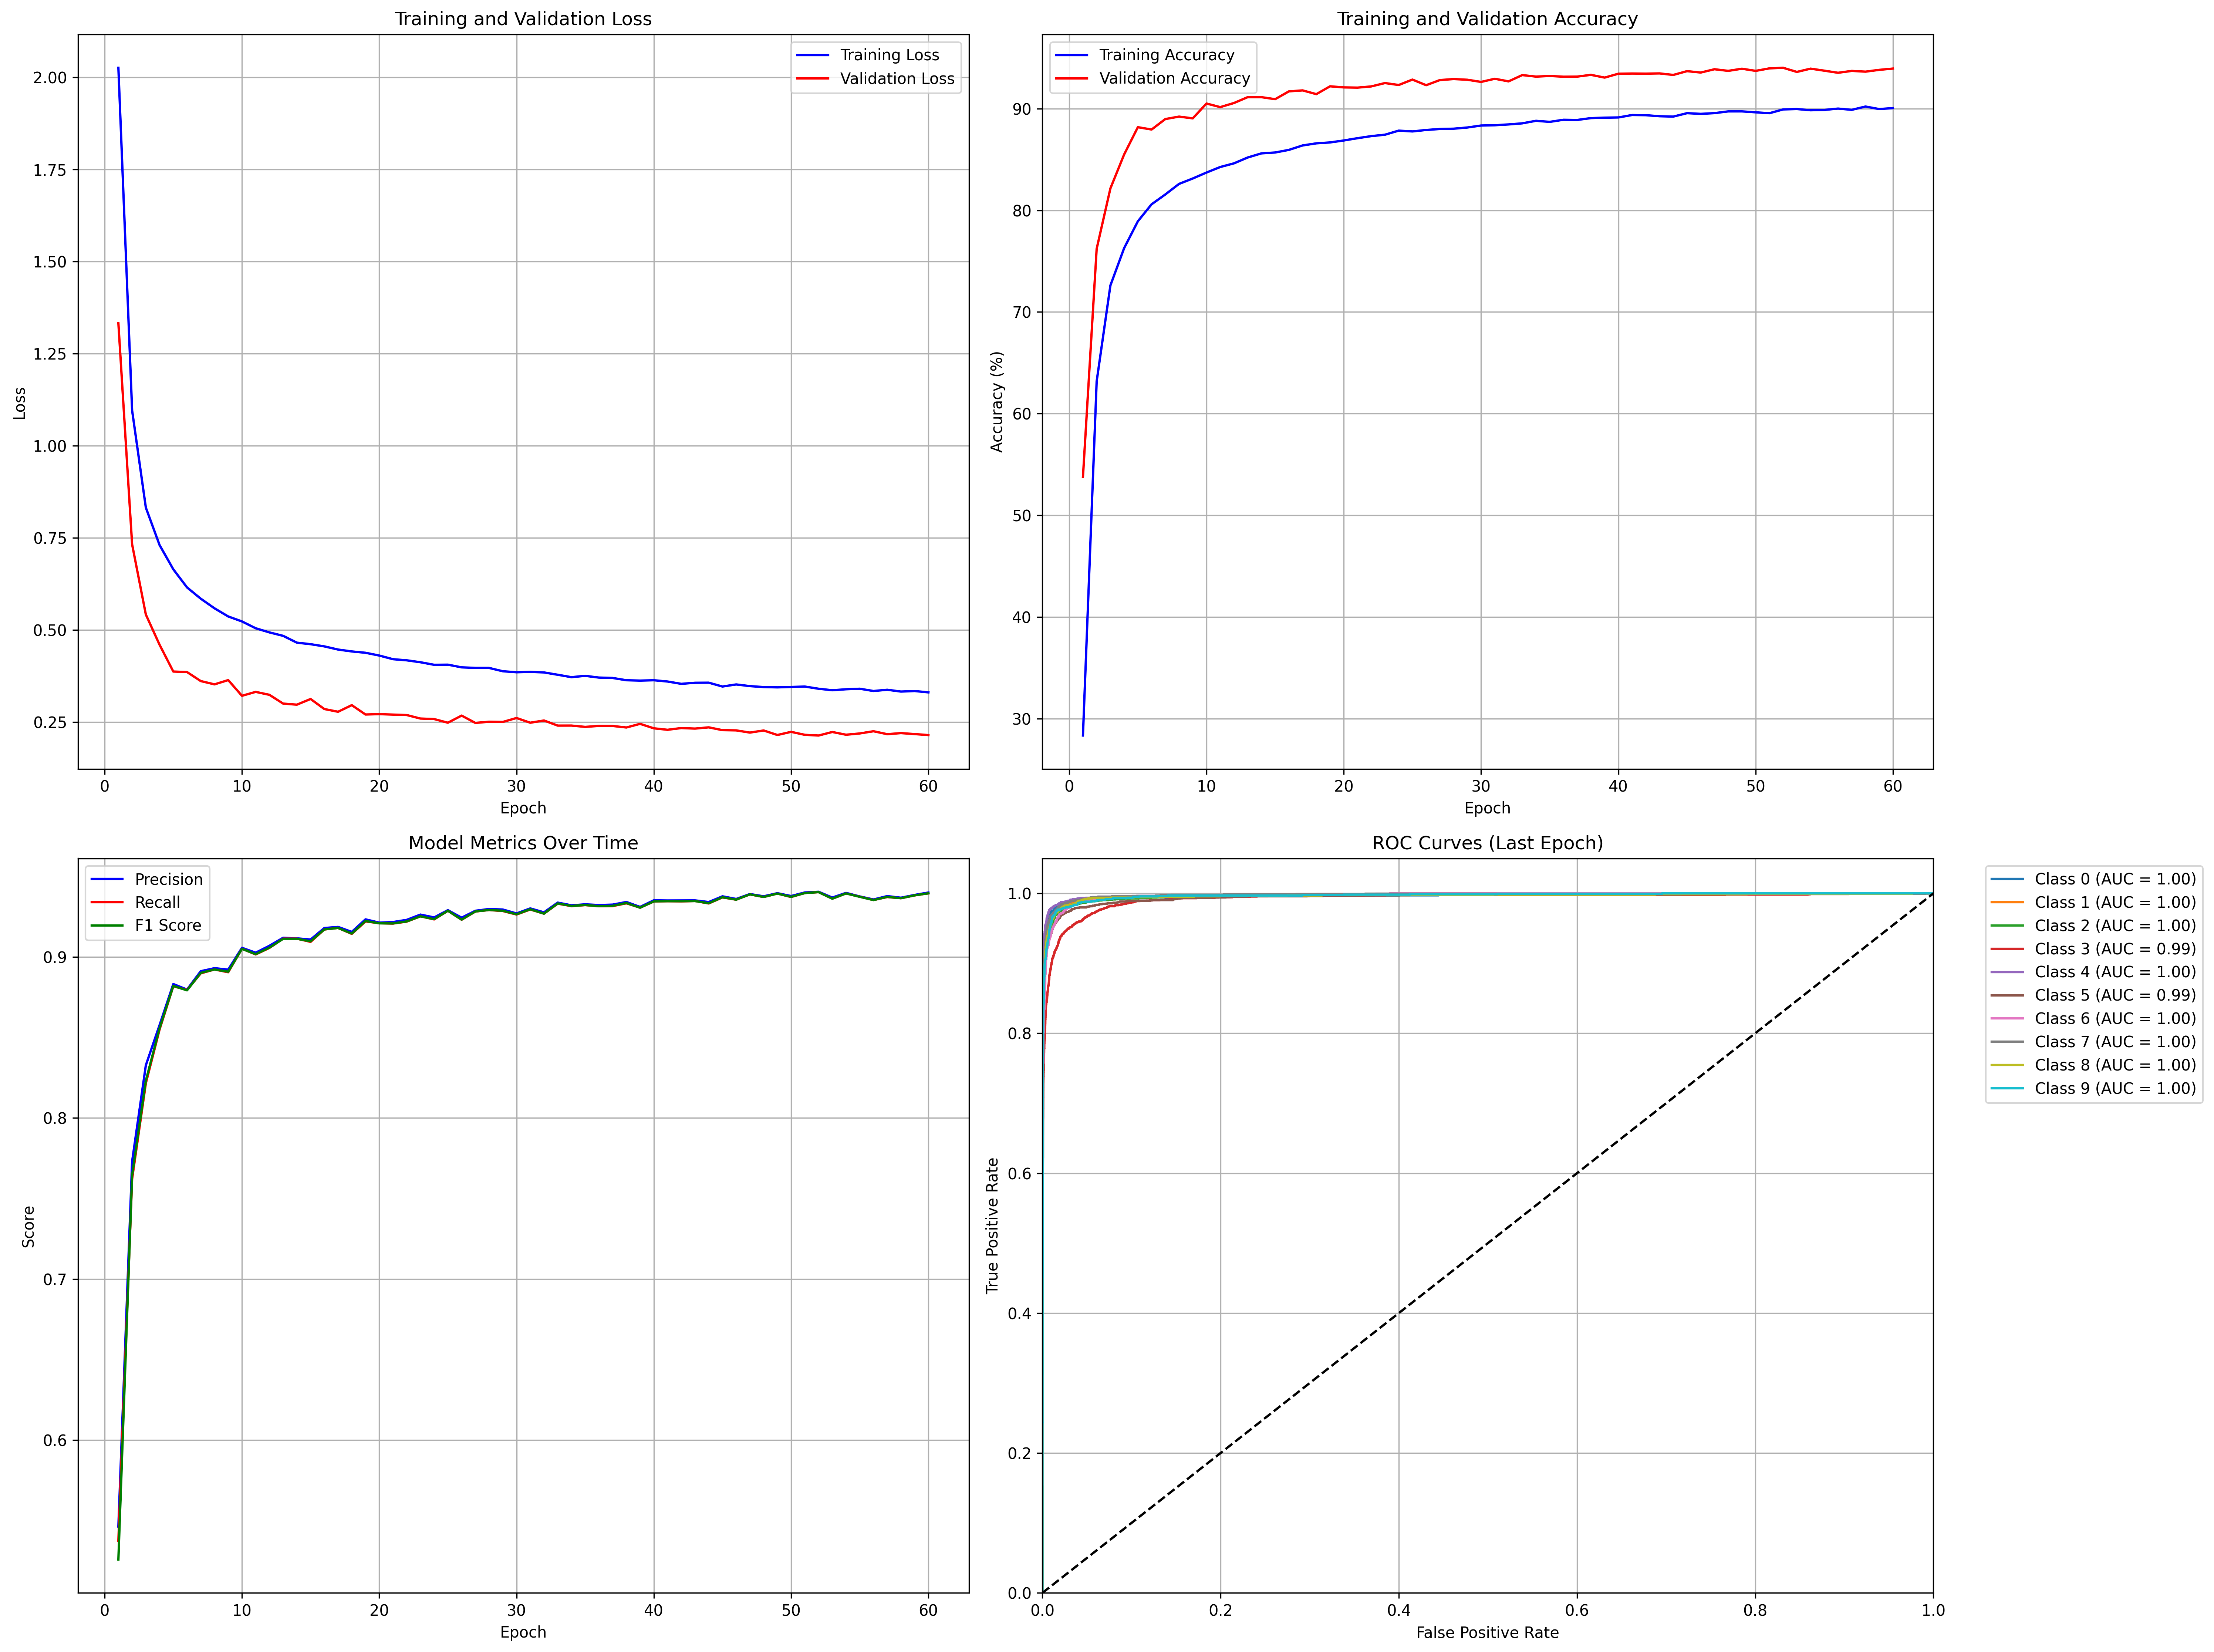 Training and Validation Loss
Training Loss
Validation Loss
2.00
1.75
1.50
1.25
1.00
0.75
0.50
0.25
Loss
0 10 20 30 40 50 60
Epoch
Training and Validation Accuracy
Training Accuracy
Validation Accuracy
90
80
70
60
50
40
30
Accuracy (%)
0 10 20 30 40 50 60
Epoch
Model Metrics Over Time
Precision
Recall
F1 Score
0.9
0.8
0.7
0.6
Score
0 10 20 30 40 50 60
Epoch
ROC Curves (Last Epoch)
1.0
0.8
0.6
0.4
0.2
0.0
True Positive Rate
0.0 0.2 0.4 0.6 0.8 1.0
False Positive Rate
Class 0 (AUC = 1.00)
Class 1 (AUC = 1.00)
Class 2 (AUC = 1.00)
Class 3 (AUC = 0.99)
Class 4 (AUC = 1.00)
Class 5 (AUC = 0.99)
Class 6 (AUC = 1.00)
Class 7 (AUC = 1.00)
Class 8 (AUC = 1.00)
Class 9 (AUC = 1.00)